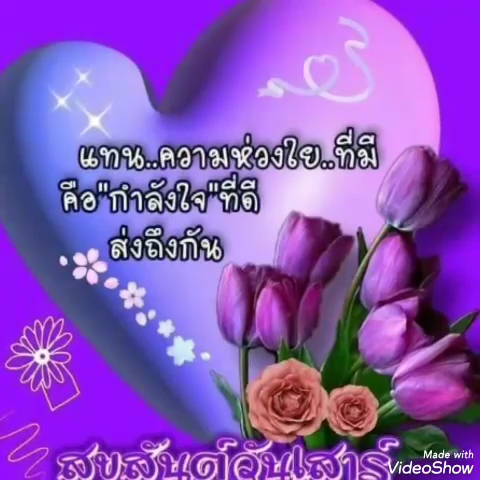 แทน..ความห่วงใย..ที่มี
คือ"กำลังใจ"ที่ดี
ส่งถึงกัน
สุขสันต์วันเสาร์
Made with
VideoShow